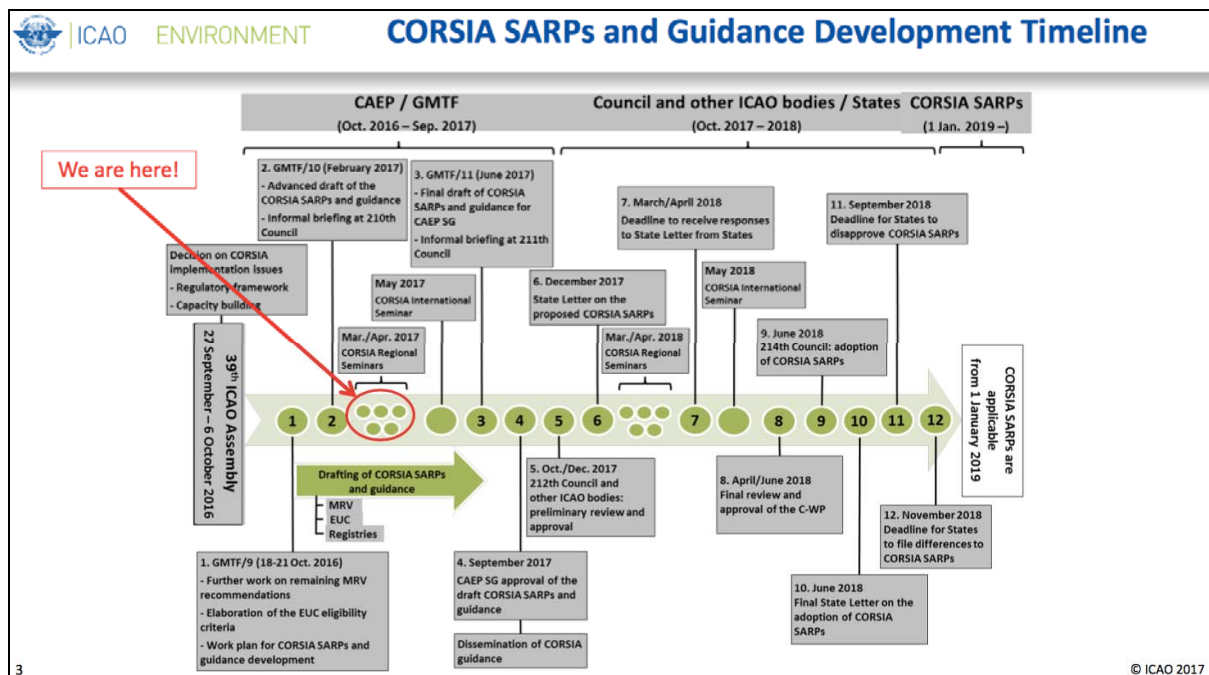 ICAO ENVIRONMENT
CORSIA SARPs and Guidance Development Timeline
CAEP / GMTF
(Oct. 2016 – Sep. 2017)
Council and other ICAO bodies / States
(Oct. 2017 – 2018)
CORSIA SARPs
(1 Jan. 2019 –)
We are here!
2. GMTF/10 (February 2017)
- Advanced draft of the
CORSIA SARPs and guidance
- Informal briefing at 210th
Council
3. GMTF/11 (June 2017)
- Final draft of CORSIA
SARPs and guidance for
CAEP SG
- Informal briefing at 211th
Council
7. March/April 2018
Deadline to receive responses
to State Letter from States
11. September 2018
Deadline for States to
disapprove CORSIA SARPs
Decision on CORSIA
implementation issues
- Regulatory framework
- Capacity building
May 2017
CORSIA International
Seminar
6. December 2017
State Letter on the
proposed CORSIA SARPs
May 2018
CORSIA International
Seminar
Mar./Apr. 2017
CORSIA Regional
Seminars
Mar./Apr. 2018
CORSIA Regional
Seminars
9. June 2018
214th Council: adoption
of CORSIA SARPs
39th ICAO Assembly
27 September – 6 October 2016
1
2
3
4
5
6
7
8
9
10
11
12
CORSIA SARPs are
applicable
from 1 January 2019
Drafting of CORSIA SARPs
and guidance
MRV
EUC
Registries
5. Oct./Dec. 2017
212th Council and
other ICAO bodies:
preliminary review and
approval
8. April/June 2018
Final review and
approval of the C-WP
12. November 2018
Deadline for States
to file differences to
CORSIA SARPs
1. GMTF/9 (18-21 Oct. 2016)
- Further work on remaining MRV
recommendations
- Elaboration of the EUC eligibility
criteria
- Work plan for CORSIA SARPs and
guidance development
4. September 2017
CAEP SG approval of the
draft CORSIA SARPs and
guidance
Dissemination of CORSIA
guidance
10. June 2018
Final State Letter on the
adoption of CORSIA
SARPs
3
© ICAO 2017